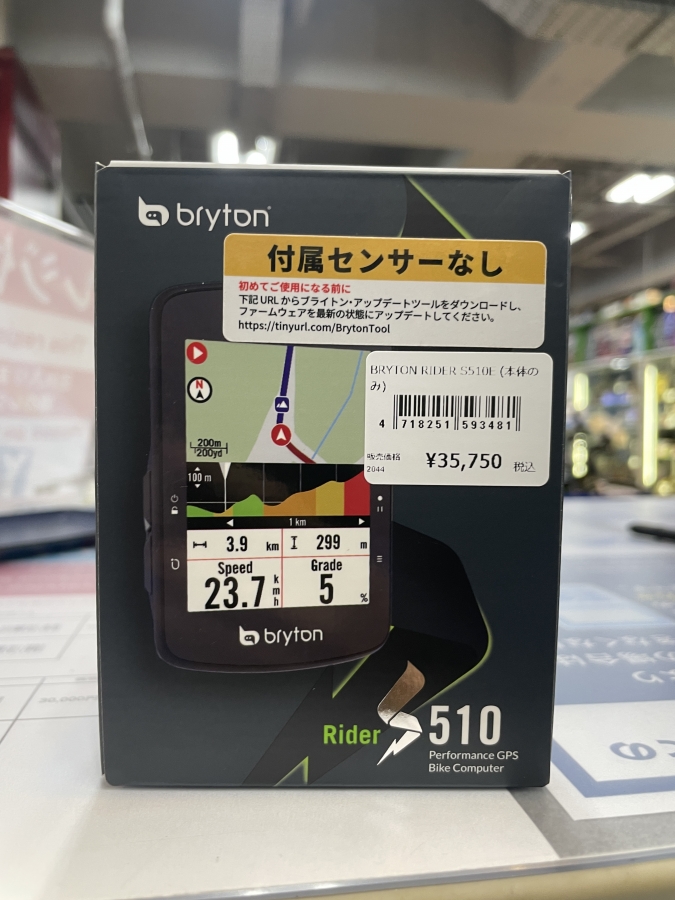 bryton
付属センサーなし
初めてご使用になる前に
下記URLからブライトン・アップデートツールをダウンロードし、
ファームウェアを最新の状態にアップデートしてください。
https://tinyurl.com/BrytonTool
BRYTON RIDER S510E (本体の
み)
4 718251 593481
販売価格
2044
¥35,750 税込
N
200m
200yd
100 m
1 km
3.9 km
299 m
Speed
23.7 kmh
Grade
5 %
bryton
Rider S 510
Performance GPS
Bike Computer